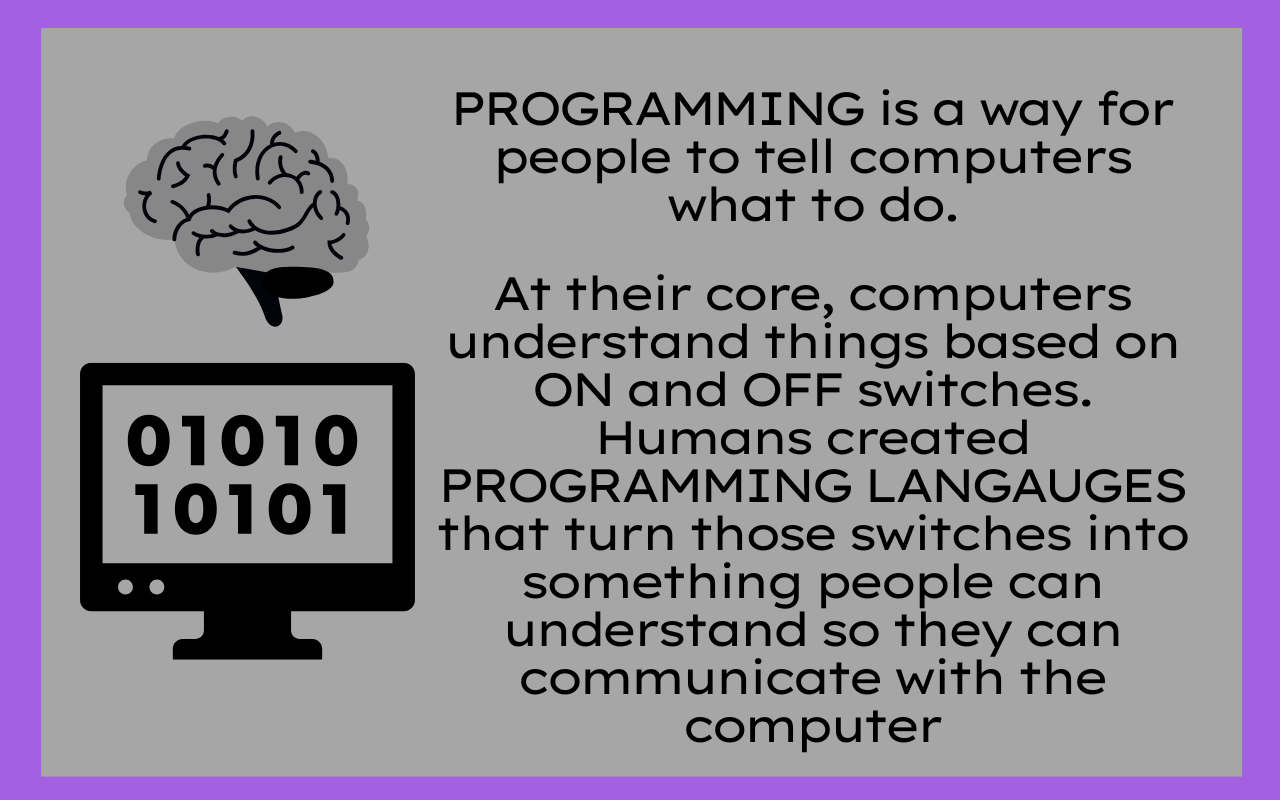 PROGRAMMING is a way for
people to tell computers
what to do.
At their core, computers
understand things based on
ON and OFF switches.
Humans created
PROGRAMMING LANGAUGES
that turn those switches into
something people can
understand so they can
communicate with the
computer
01010
10101